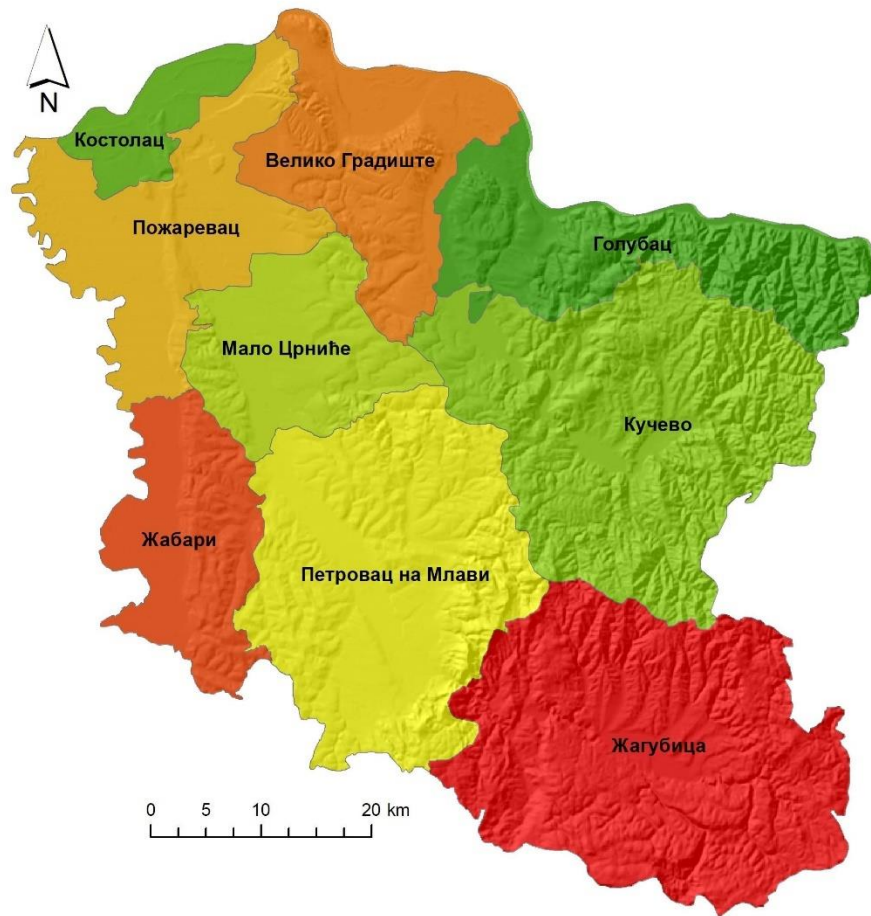 N
Костолац
Велико Градиште
Пожаревац
Голубац
Мало Црниће
Кучево
Жабари
Петровац на Млави
Жагубица
0 5 10 20 km